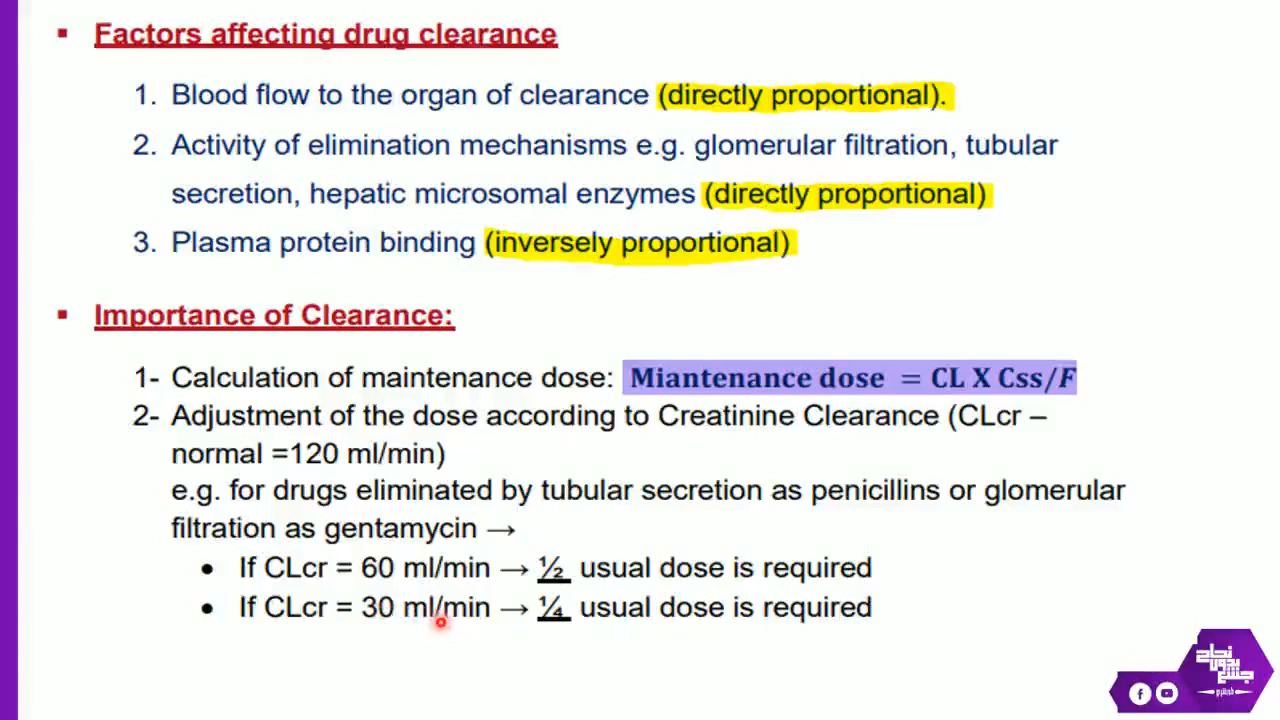 ▪ Factors affecting drug clearance
1. Blood flow to the organ of clearance (directly proportional).
2. Activity of elimination mechanisms e.g. glomerular filtration, tubular
secretion, hepatic microsomal enzymes (directly proportional)
3. Plasma protein binding (inversely proportional)
▪ Importance of Clearance:
1- Calculation of maintenance dose: Miantenance dose = CL X Css/F
2- Adjustment of the dose according to Creatinine Clearance (CLcr –
normal =120 ml/min)
e.g. for drugs eliminated by tubular secretion as penicillins or glomerular
filtration as gentamycin →
• If CLcr = 60 ml/min → ½ usual dose is required
• If CLcr = 30 ml/min → ¼ usual dose is required